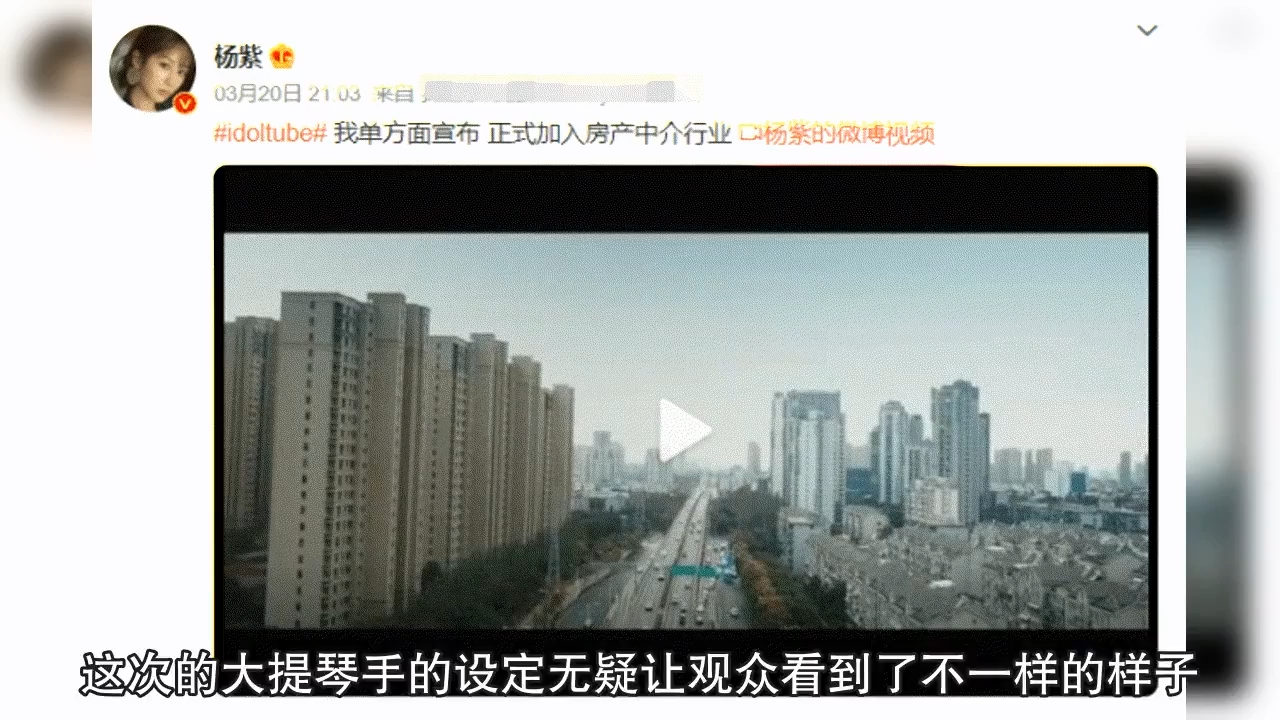 杨紫
03月20日 21:03 来自
#idoltube# 我单方面宣布 正式加入房产中介行业 杨紫的微博视频
这次的大提琴手的设定无疑让观众看到了不一样的样子